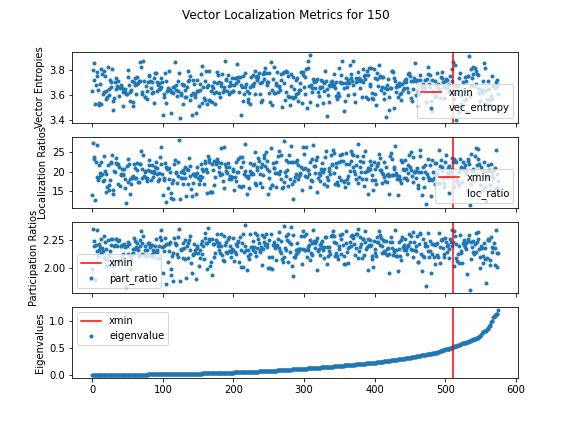 Vector Localization Metrics for 150
Vector Entropies
3.8
3.6
3.4
xmin
vec_entropy
Localization Ratios
25
20
15
xmin
loc_ratio
Participation Ratios
2.25
2.00
xmin
part_ratio
Eigenvalues
1.0
0.5
0.0
xmin
eigenvalue
0 100 200 300 400 500 600